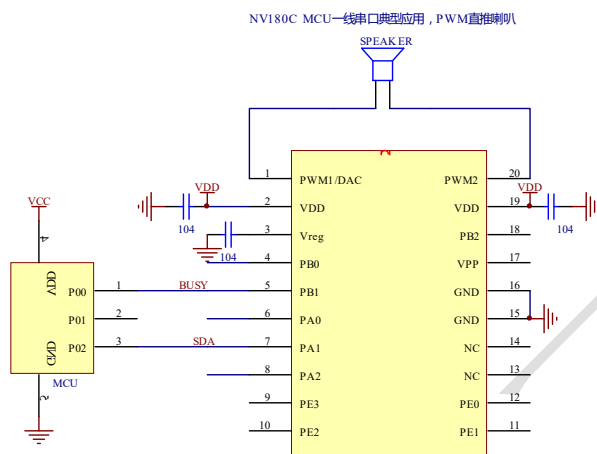 NV180C MCU一线串口典型应用，PWM直推喇叭
SPEAKER
1 PWM1/DAC PWM2 20
VDD VDD
2 VDD VDD 19
104 3 Vreg PB2 18 104
VCC
104
4 PB0 VPP 17
4
VDD
P00 1 BUSY 5 PB1 GND 16
P01 2 6 PA0 GND 15
P02 3 SDA 7 PA1 NC 14
GND
MCU 8 PA2 NC 13
2
9 PE3 PE0 12
10 PE2 PE1 11